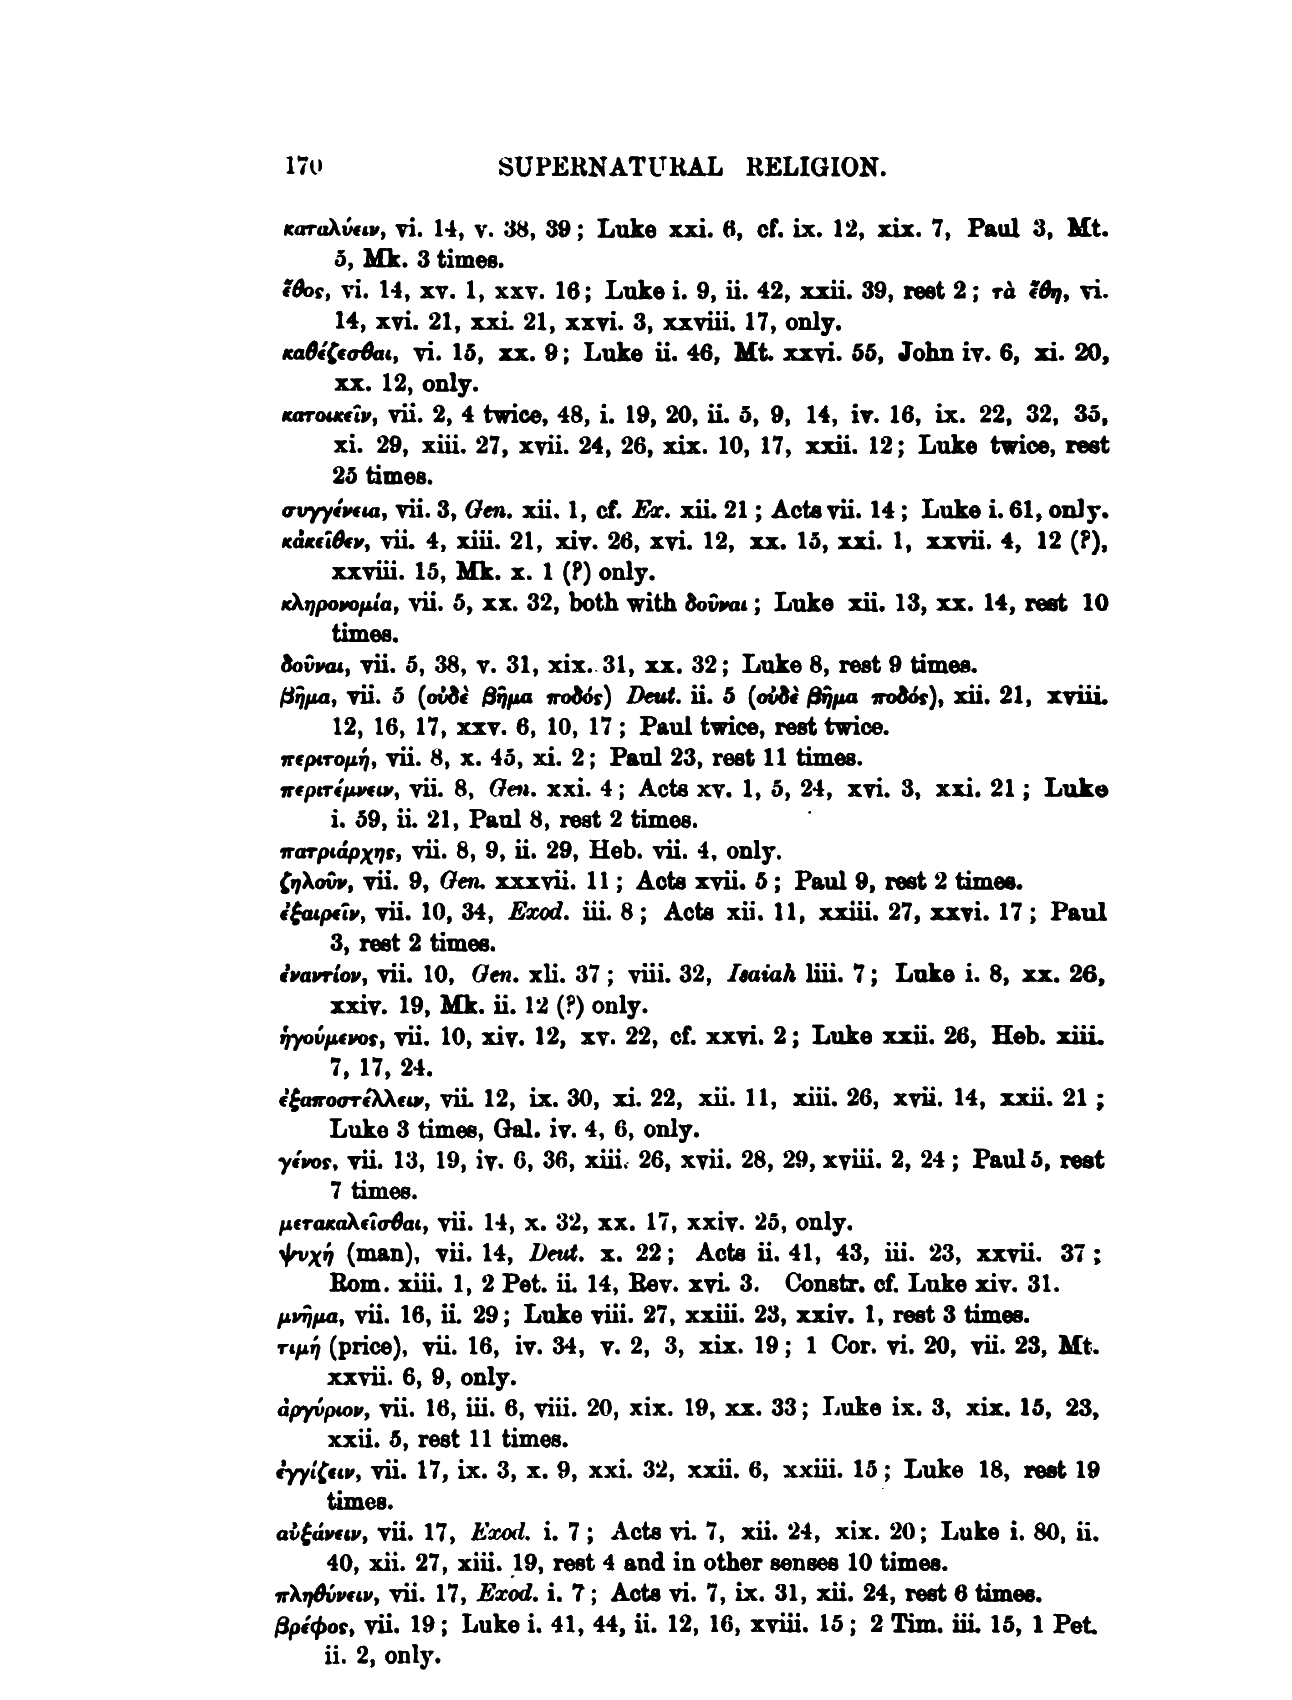 170 SUPERNATURAL RELIGION.
καταλύειν, vi. 14, v. 38, 39; Luke xxi. 6, cf. ix. 12, xix. 7, Paul 3, Mt.
5, Mk. 3 times.
ἔθος, vi. 14, xv. 1, xxv. 16; Luke i. 9, ii. 42, xxii. 39, rest 2; τὰ ἔθη, vi.
14, xvi. 21, xxi. 21, xxvi. 3, xxviii. 17, only.
καθέζεσθαι, vi. 15, xx. 9; Luke ii. 46, Mt. xxvi. 55, John iv. 6, xi. 20,
xx. 12, only.
κατοικεῖν, vii. 2, 4 twice, 48, i. 19, 20, ii. 5, 9, 14, iv. 16, ix. 22, 32, 35,
xi. 29, xiii. 27, xvii. 24, 26, xix. 10, 17, xxii. 12; Luke twice, rest
25 times.
συγγένεια, vii. 3, Gen. xii. 1, cf. Ex. xii. 21; Acts vii. 14; Luke i. 61, only.
κἀκεῖθεν, vii. 4, xiii. 21, xiv. 26, xvi. 12, xx. 15, xxi. 1, xxvii. 4, 12 (?),
xxviii. 15, Mk. x. 1 (?) only.
κληρονομία, vii. 5, xx. 32, both with δοῦναι; Luke xii. 13, xx. 14, rest 10
times.
δοῦναι, vii. 5, 38, v. 31, xix. 31, xx. 32; Luke 8, rest 9 times.
βῆμα, vii. 5 (οὐδὲ βῆμα ποδός) Deut. ii. 5 (οὐδὲ βῆμα ποδός), xii. 21, xviii.
12, 16, 17, xxv. 6, 10, 17; Paul twice, rest twice.
περιτομή, vii. 8, x. 45, xi. 2; Paul 23, rest 11 times.
περιτέμνειν, vii. 8, Gen. xxi. 4; Acts xv. 1, 5, 24, xvi. 3, xxi. 21; Luke
i. 59, ii. 21, Paul 8, rest 2 times.
πατριάρχης, vii. 8, 9, ii. 29, Heb. vii. 4, only.
ζηλοῦν, vii. 9, Gen. xxxvii. 11; Acts xvii. 5; Paul 9, rest 2 times.
ἐξαιρεῖν, vii. 10, 34, Exod. iii. 8; Acts xii. 11, xxiii. 27, xxvi. 17; Paul
3, rest 2 times.
ἐναντίον, vii. 10, Gen. xli. 37; viii. 32, Isaiah liii. 7; Luke i. 8, xx. 26,
xxiv. 19, Mk. ii. 12 (?) only.
ἡγούμενος, vii. 10, xiv. 12, xv. 22, cf. xxvi. 2; Luke xxii. 26, Heb. xiii.
7, 17, 24.
ἐξαποστέλλειν, vii. 12, ix. 30, xi. 22, xii. 11, xiii. 26, xvii. 14, xxii. 21;
Luke 3 times, Gal. iv. 4, 6, only.
γένος, vii. 13, 19, iv. 6, 36, xiii. 26, xvii. 28, 29, xviii. 2, 24; Paul 5, rest
7 times.
μετακαλεῖσθαι, vii. 14, x. 32, xx. 17, xxiv. 25, only.
ψυχή (man), vii. 14, Deut. x. 22; Acts ii. 41, 43, iii. 23, xxvii. 37;
Rom. xiii. 1, 2 Pet. ii. 14, Rev. xvi. 3. Constr. cf. Luke xiv. 31.
μνῆμα, vii. 16, ii. 29; Luke viii. 27, xxiii. 23, xxiv. 1, rest 3 times.
τιμή (price), vii. 16, iv. 34, v. 2, 3, xix. 19; 1 Cor. vi. 20, vii. 23, Mt.
xxvii. 6, 9, only.
ἀργύριον, vii. 16, iii. 6, viii. 20, xix. 19, xx. 33; Luke ix. 3, xix. 15, 23,
xxii. 5, rest 11 times.
ἐγγίζειν, vii. 17, ix. 3, x. 9, xxi. 32, xxii. 6, xxiii. 15; Luke 18, rest 19
times.
αὐξάνειν, vii. 17, Exod. i. 7; Acts vi. 7, xii. 24, xix. 20; Luke i. 80, ii.
40, xii. 27, xiii. 19, rest 4 and in other senses 10 times.
πληθύνειν, vii. 17, Exod. i. 7; Acts vi. 7, ix. 31, xii. 24, rest 6 times.
βρέφος, vii. 19; Luke i. 41, 44, ii. 12, 16, xviii. 15; 2 Tim. iii. 15, 1 Pet.
ii. 2, only.